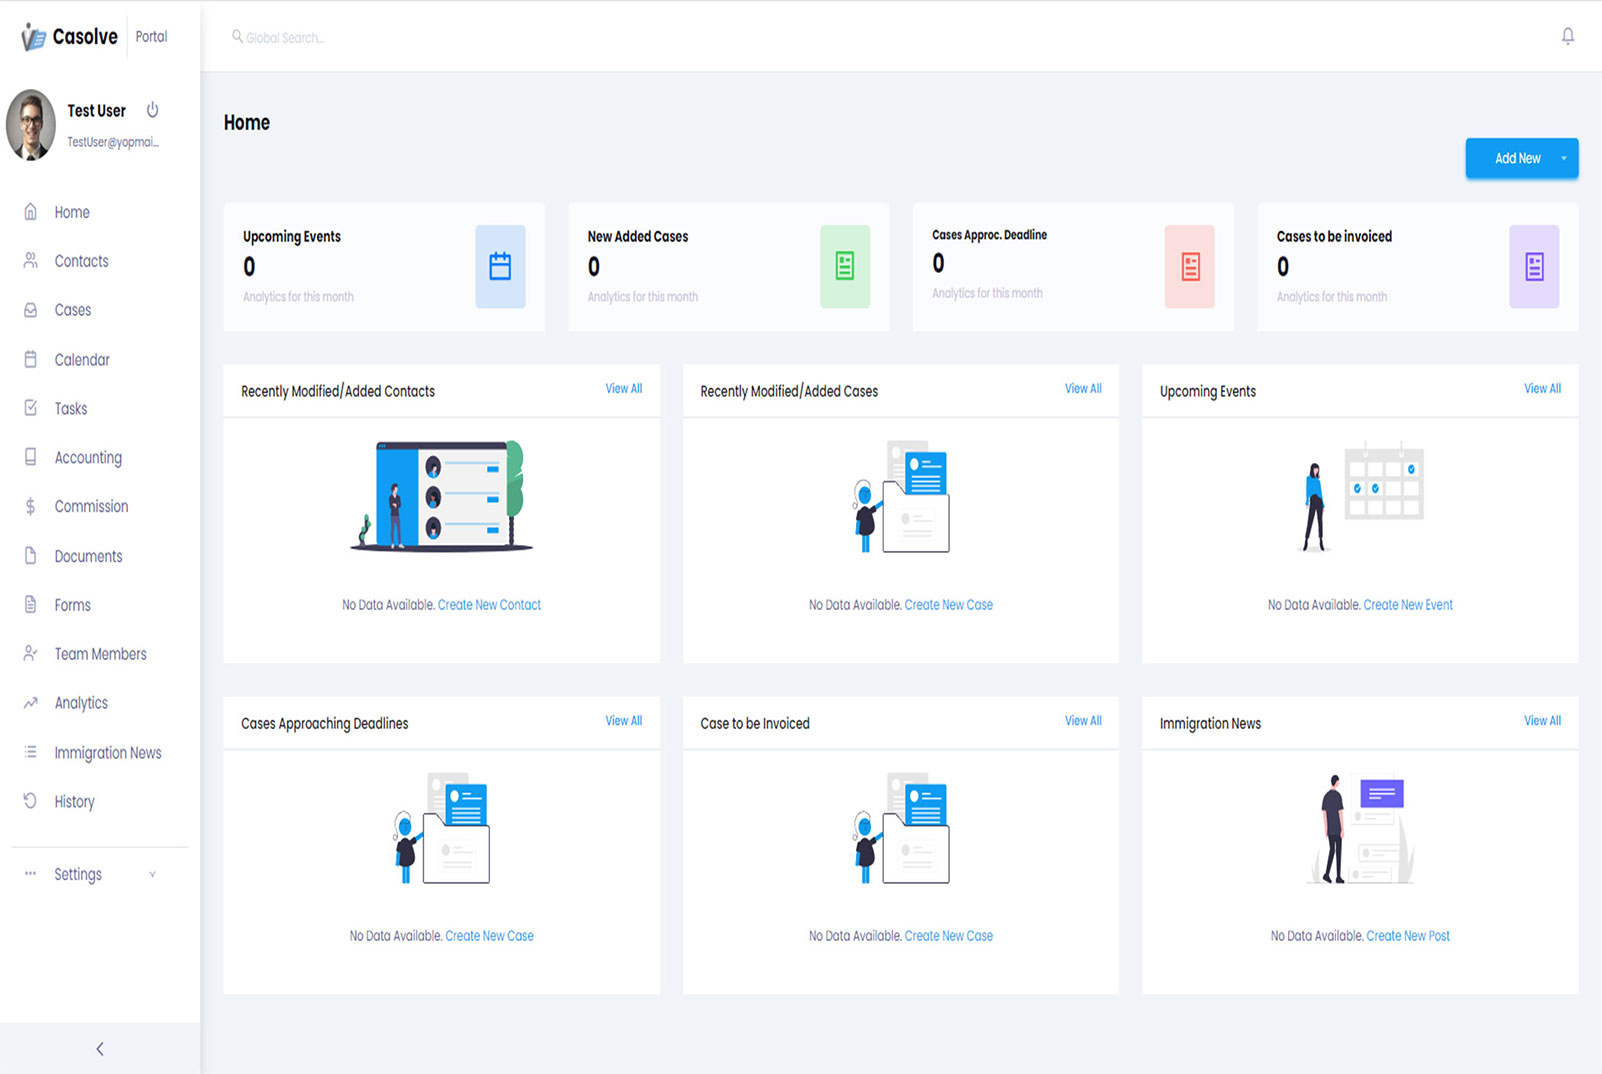 Casolve Portal
Global Search...
Test User
TestUser@yopmai...
Home
Contacts
Cases
Calendar
Tasks
Accounting
Commission
Documents
Forms
Team Members
Analytics
Immigration News
History
Settings
Home
Add New
Upcoming Events
0
Analytics for this month
New Added Cases
0
Analytics for this month
Cases Approc. Deadline
0
Analytics for this month
Cases to be invoiced
0
Analytics for this month
Recently Modified/Added Contacts View All
No Data Available. Create New Contact
Recently Modified/Added Cases View All
No Data Available. Create New Case
Upcoming Events View All
No Data Available. Create New Event
Cases Approaching Deadlines View All
No Data Available. Create New Case
Case to be Invoiced View All
No Data Available. Create New Case
Immigration News View All
No Data Available. Create New Post